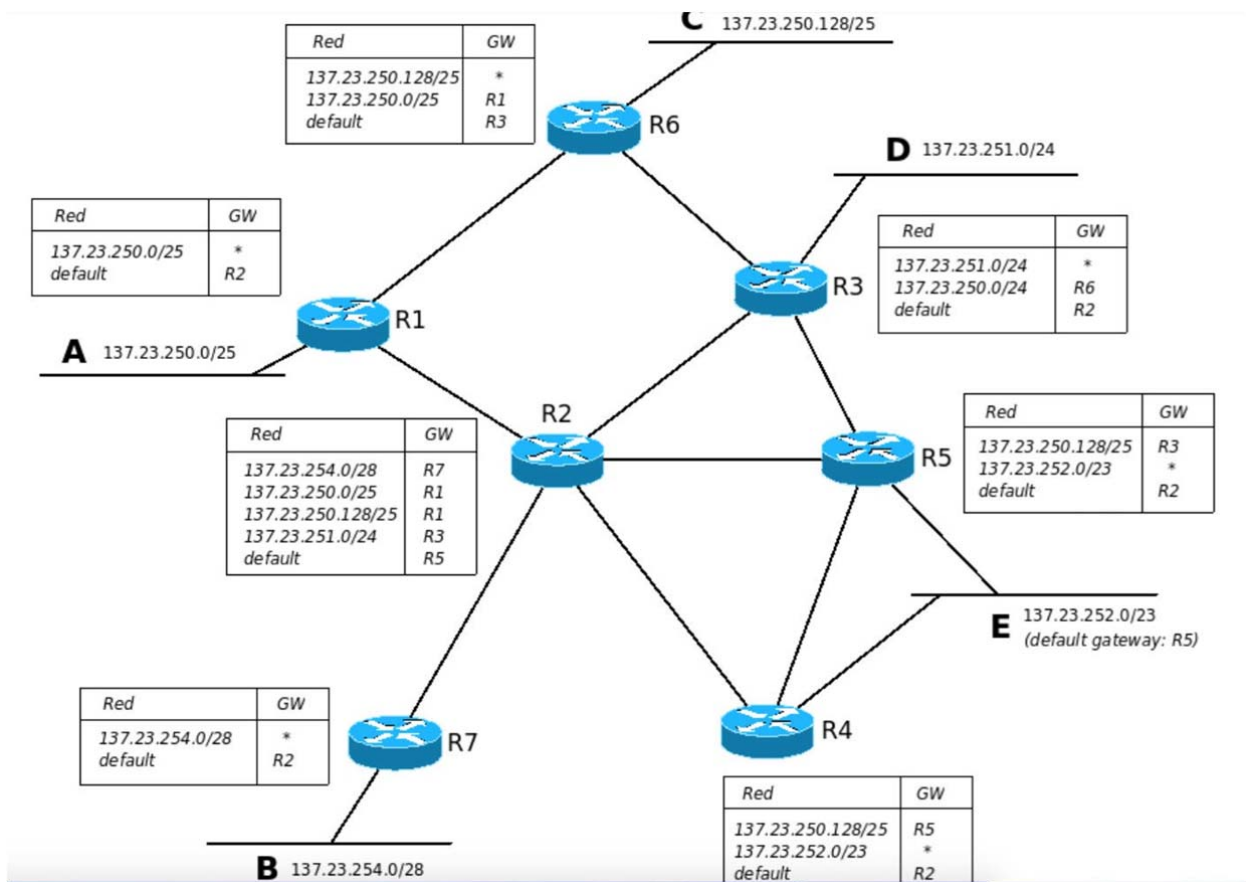 C 137.23.250.128/25
Red GW
137.23.250.128/25 *
137.23.250.0/25 R1
default R3
R6
D 137.23.251.0/24
Red GW
137.23.250.0/25 *
default R2
Red GW
137.23.251.0/24 *
137.23.250.0/24 R6
default R2
R3
R1
A 137.23.250.0/25
R2
Red GW
137.23.254.0/28 R7
137.23.250.0/25 R1
137.23.250.128/25 R1
137.23.251.0/24 R3
default R5
R5
Red GW
137.23.250.128/25 R3
137.23.252.0/23 *
default R2
E 137.23.252.0/23
(default gateway: R5)
Red GW
137.23.254.0/28 *
default R2
R7
R4
B 137.23.254.0/28
Red GW
137.23.250.128/25 R5
137.23.252.0/23 *
default R2